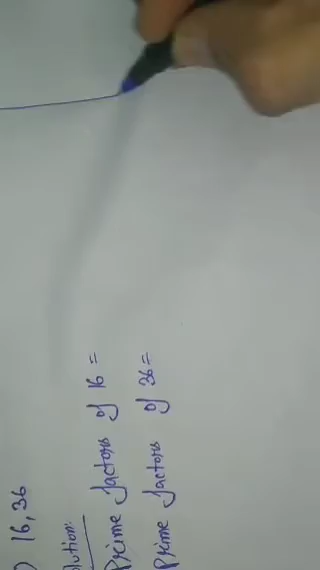 ) 16, 36
lution:
Prime factors of 16 =
Prime factors of 36 =